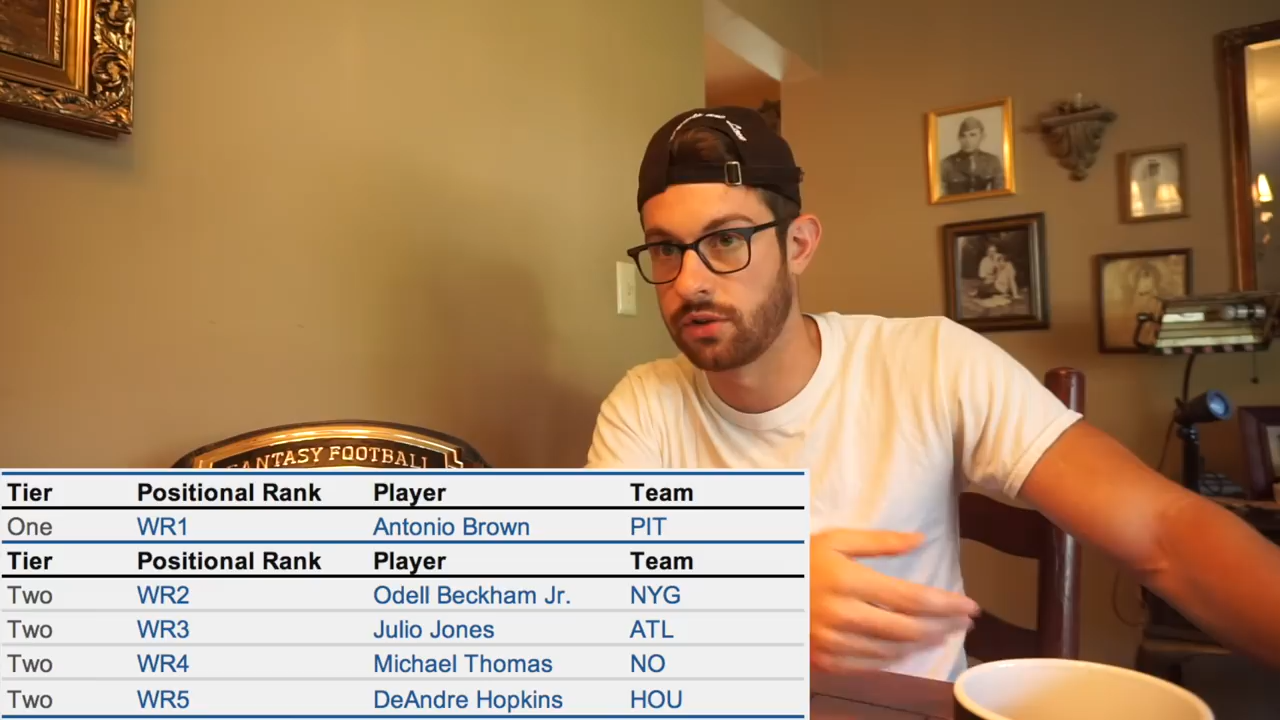 FANTASY FOOTBALL
Tier Positional Rank Player Team
One WR1 Antonio Brown PIT
Tier Positional Rank Player Team
Two WR2 Odell Beckham Jr. NYG
Two WR3 Julio Jones ATL
Two WR4 Michael Thomas NO
Two WR5 DeAndre Hopkins HOU